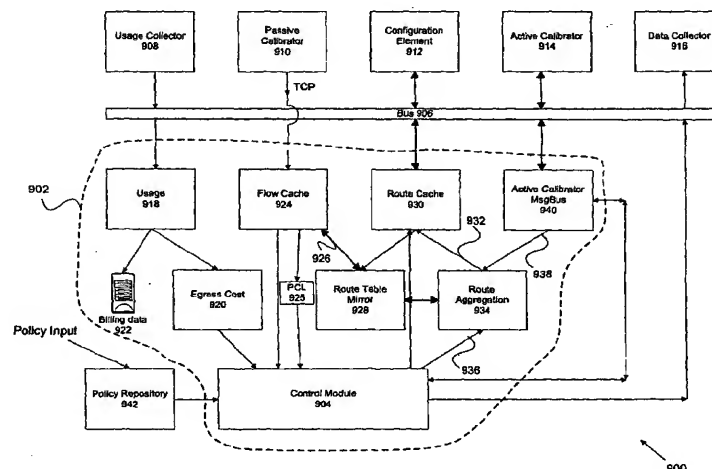 Usage Collector
908
Passive Calibrator
910
Configuration Element
912
Active Calibrator
914
Data Collector
916
TCP
Bus 906
902
Usage
918
Flow Cache
924
Route Cache
930
Active Calibrator
MsgBus
940
932
926
938
Egress Cost
920
PCL
925
Route Table
Mirror
928
Route
Aggregation
934
Billing data
922
Policy Input
936
Policy Repository
942
Control Module
904
900